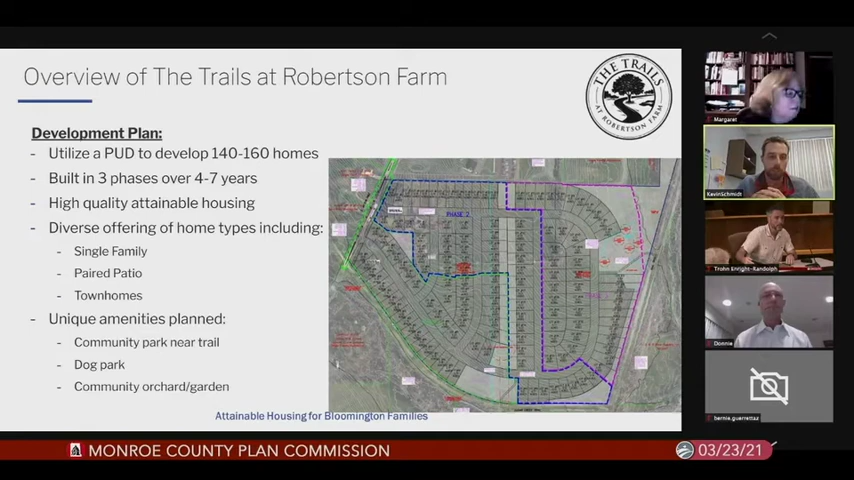 Overview of The Trails at Robertson Farm
THE TRAILS
AT ROBERTSON FARM
Development Plan:
- Utilize a PUD to develop 140-160 homes
- Built in 3 phases over 4-7 years
- High quality attainable housing
- Diverse offering of home types including:
- Single Family
- Paired Patio
- Townhomes
- Unique amenities planned:
- Community park near trail
- Dog park
- Community orchard/garden
PHASE 2
Attainable Housing for Bloomington Families
Margaret
KevinSchmidt
Trohn Enright-Randolph
Donnie
bernie.guerrettaz
MONROE COUNTY PLAN COMMISSION
03/23/21